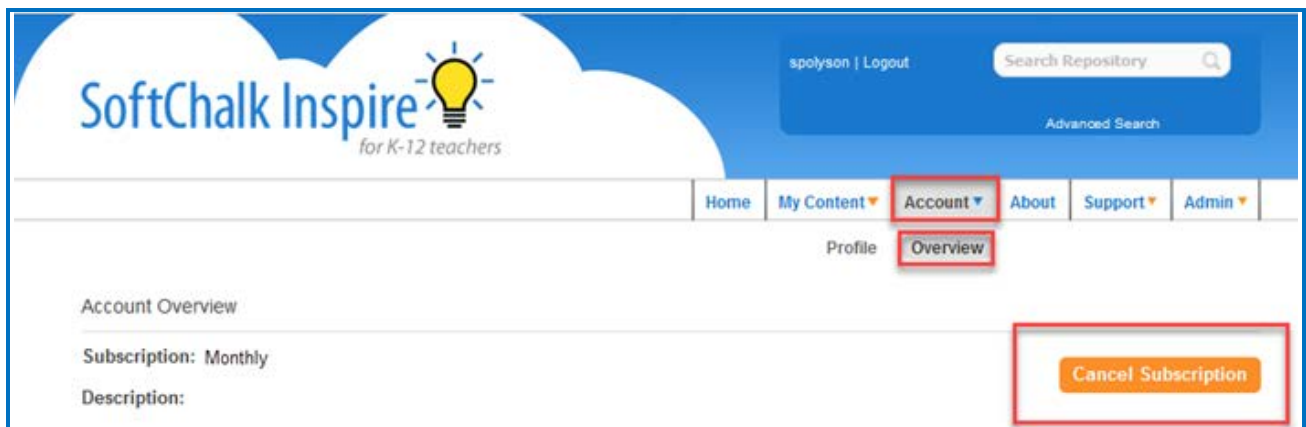 SoftChalk Inspire
for K-12 teachers
spolyson | Logout
Search Repository
Advanced Search
Home
My Content
Account
About
Support
Admin
Profile
Overview
Account Overview
Subscription: Monthly
Cancel Subscription
Description: